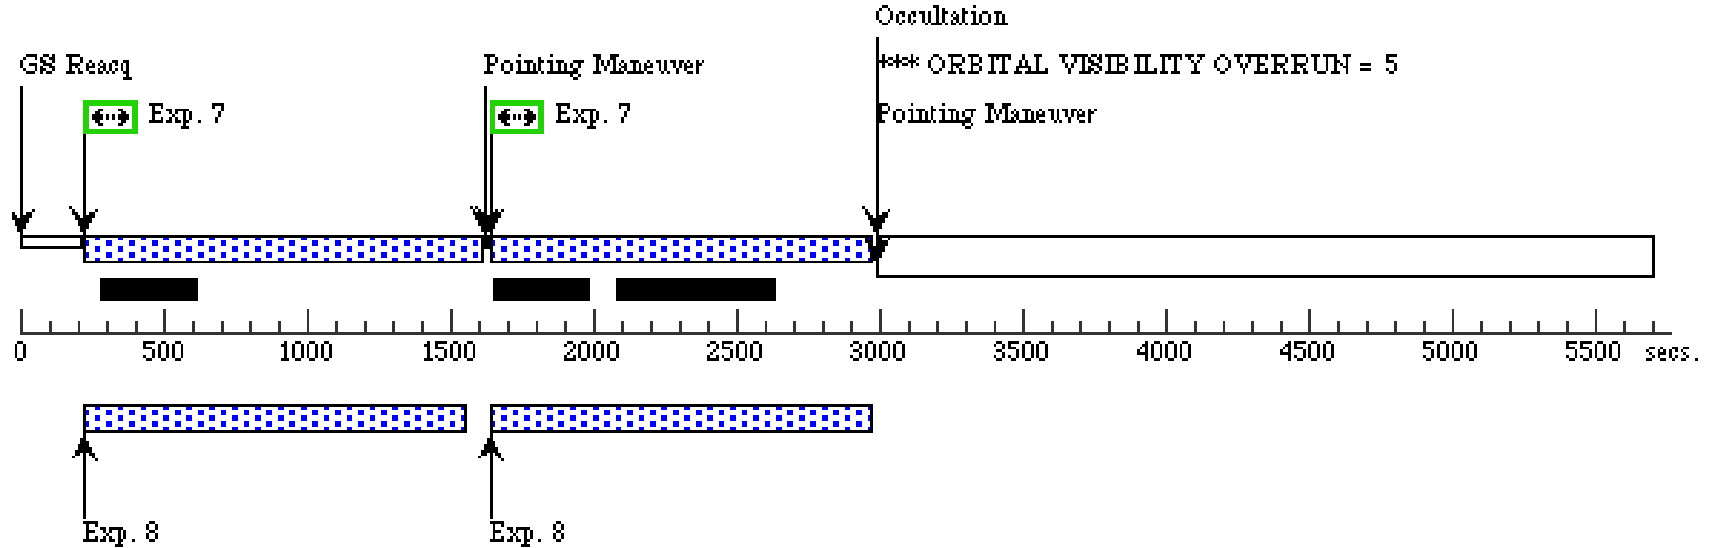 Occultation
GS Reacq
Pointing Maneuver
*** ORBITAL VISIBILITY OVERRUN = 5
Exp. 7
Exp. 7
Pointing Maneuver
0 500 1000 1500 2000 2500 3000 3500 4000 4500 5000 5500 secs.
Exp. 8
Exp. 8